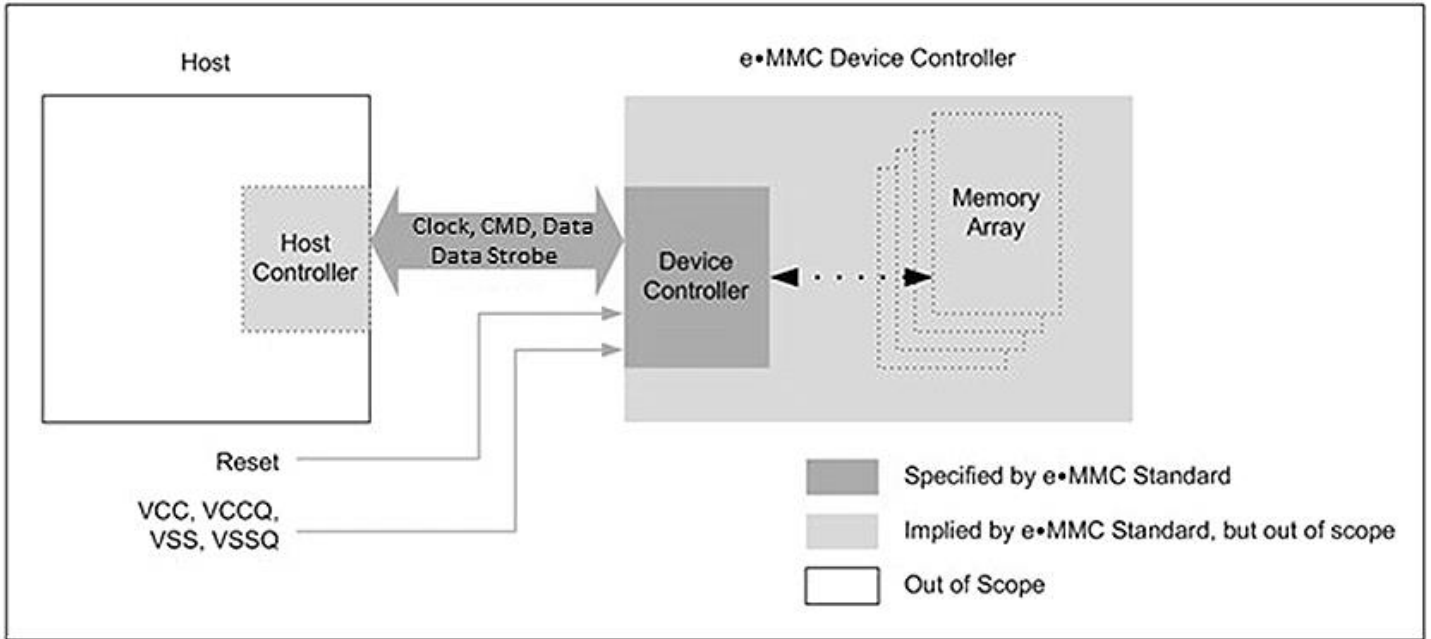 Host
e•MMC Device Controller
Host
Controller
Clock, CMD, Data
Data Strobe
Device
Controller
Memory
Array
Reset
VCC, VCCQ,
VSS, VSSQ
Specified by e•MMC Standard
Implied by e•MMC Standard, but out of scope
Out of Scope